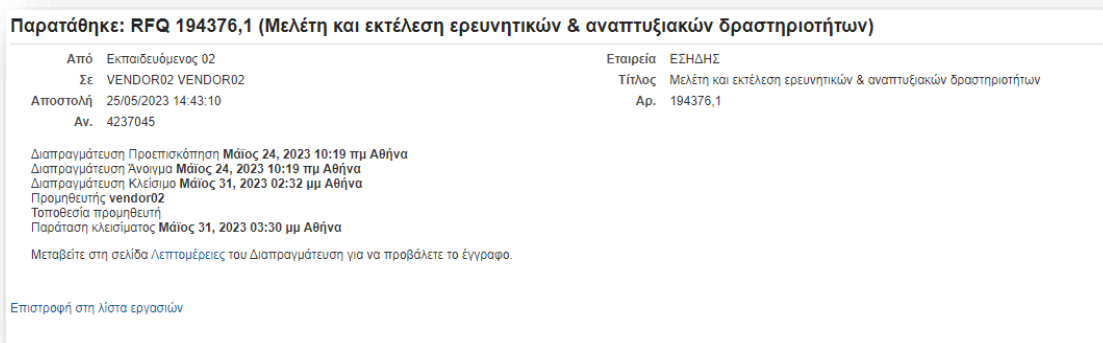 Παρατάθηκε: RFQ 194376,1 (Μελέτη και εκτέλεση ερευνητικών & αναπτυξιακών δραστηριοτήτων)
Από Εκπαιδευόμενος 02
Σε VENDOR02 VENDOR02
Αποστολή 25/05/2023 14:43:10
Αν. 4237045
Εταιρεία ΕΣΗΔΗΣ
Τίτλος Μελέτη και εκτέλεση ερευνητικών & αναπτυξιακών δραστηριοτήτων
Αρ. 194376,1
Διαπραγμάτευση Προεπισκόπηση Μάϊος 24, 2023 10:19 πμ Αθήνα
Διαπραγμάτευση Άνοιγμα Μάϊος 24, 2023 10:19 πμ Αθήνα
Διαπραγμάτευση Κλείσιμο Μάϊος 31, 2023 02:32 μμ Αθήνα
Προμηθευτής vendor02
Τοποθεσία προμηθευτή
Παράταση κλεισίματος Μάϊος 31, 2023 03:30 μμ Αθήνα
Μεταβείτε στη σελίδα Λεπτομέρειες του Διαπραγμάτευση για να προβάλετε το έγγραφο.
Επιστροφή στη λίστα εργασιών